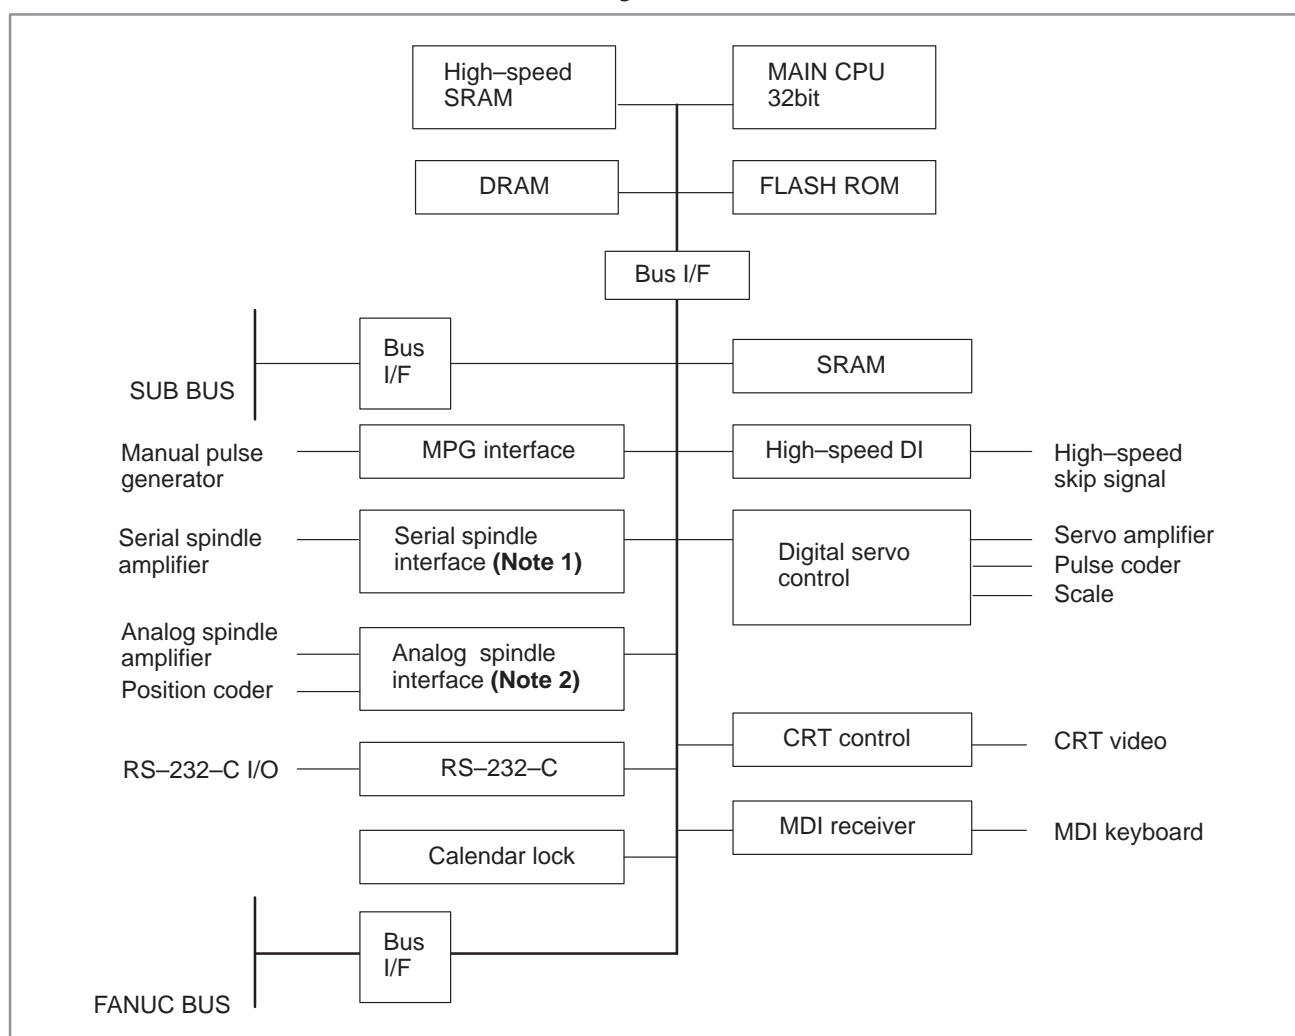 High–speed
SRAM
MAIN CPU
32bit
DRAM
FLASH ROM
Bus I/F
SUB BUS
Bus
I/F
SRAM
Manual pulse
generator
MPG interface
High–speed DI
High–speed
skip signal
Serial spindle
amplifier
Serial spindle
interface (Note 1)
Digital servo
control
Servo amplifier
Pulse coder
Scale
Analog spindle
amplifier
Position coder
Analog spindle
interface (Note 2)
CRT control
CRT video
RS–232–C I/O
RS–232–C
MDI receiver
MDI keyboard
Calendar lock
FANUC BUS
Bus
I/F